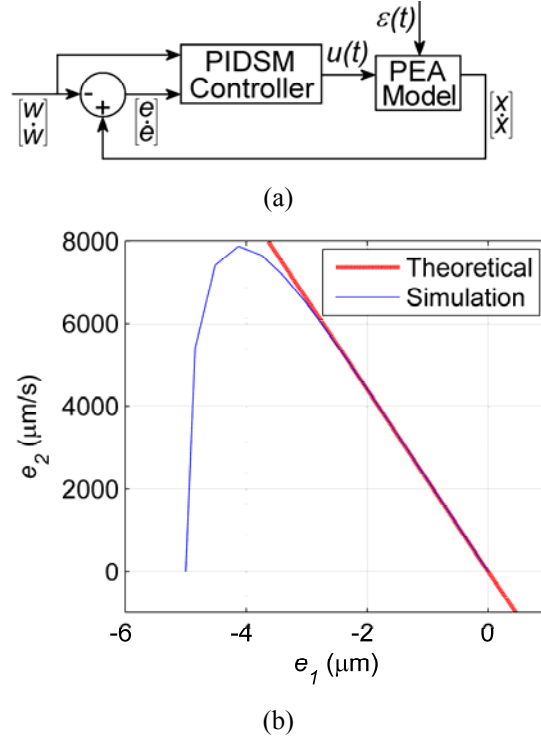 ε(t)
PIDSM
Controller
u(t)
PEA
Model
-
+
[w ẇ]
[e ė]
[x ẋ]
(a)
8000
6000
4000
2000
0
e2 (μm/s)
Theoretical
Simulation
-6 -4 -2 0
e1 (μm)
(b)